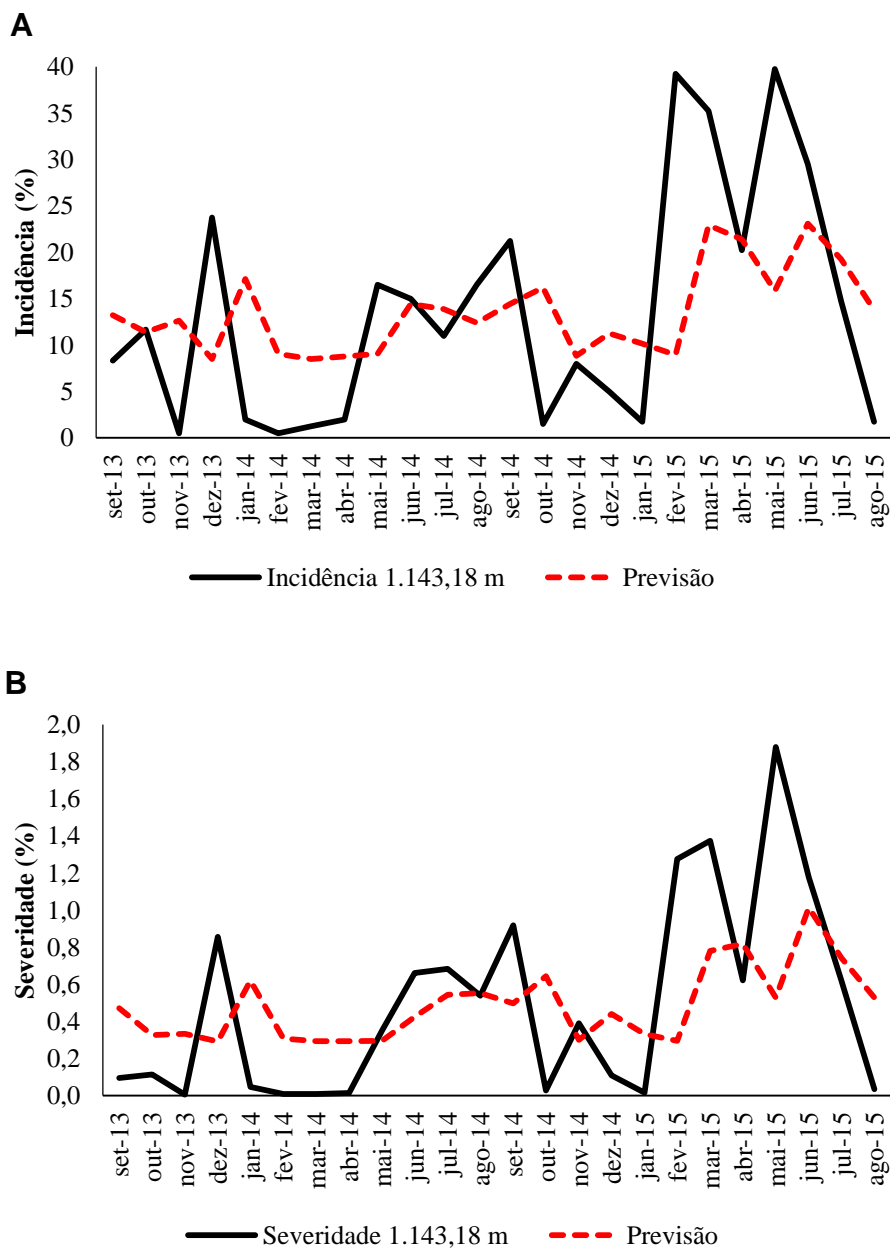 A
Incidência (%)
40
35
30
25
20
15
10
5
0
set-13
out-13
nov-13
dez-13
jan-14
fev-14
mar-14
abr-14
mai-14
jun-14
jul-14
ago-14
set-14
out-14
nov-14
dez-14
jan-15
fev-15
mar-15
abr-15
mai-15
jun-15
jul-15
ago-15
Incidência 1.143,18 m
Previsão
B
Severidade (%)
2,0
1,8
1,6
1,4
1,2
1,0
0,8
0,6
0,4
0,2
0,0
set-13
out-13
nov-13
dez-13
jan-14
fev-14
mar-14
abr-14
mai-14
jun-14
jul-14
ago-14
set-14
out-14
nov-14
dez-14
jan-15
fev-15
mar-15
abr-15
mai-15
jun-15
jul-15
ago-15
Severidade 1.143,18 m
Previsão